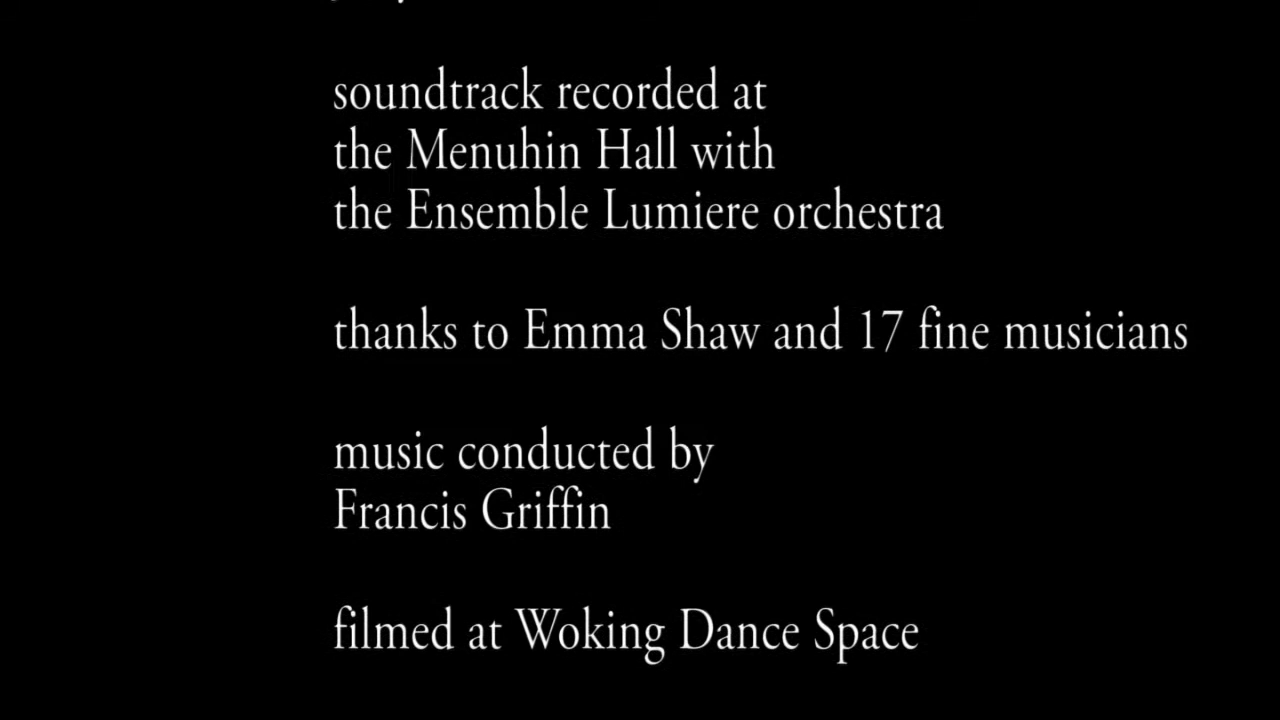 soundtrack recorded at
the Menuhin Hall with
the Ensemble Lumiere orchestra
thanks to Emma Shaw and 17 fine musicians
music conducted by
Francis Griffin
filmed at Woking Dance Space